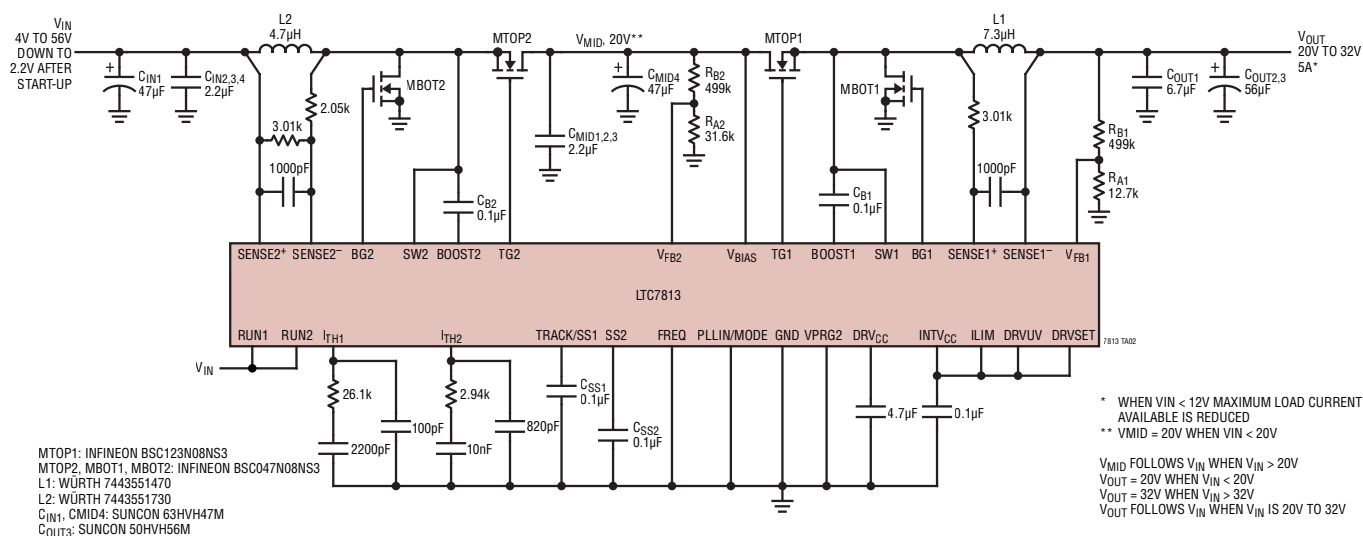 VIN
4V TO 56V
DOWN TO
2.2V AFTER
START-UP
L2
4.7µH
MTOP2
VMID, 20V**
MTOP1
L1
7.3µH
VOUT
20V TO 32V
5A*
CIN1
47µF
CIN2,3,4
2.2µF
MBOT2
CMID4
47µF
RB2
499k
MBOT1
COUT1
6.7µF
COUT2,3
56µF
2.05k
3.01k
CMID1,2,3
2.2µF
RA2
31.6k
3.01k
RB1
499k
1000pF
1000pF
RA1
12.7k
CB2
0.1µF
CB1
0.1µF
SENSE2+
SENSE2–
BG2
SW2
BOOST2
TG2
VFB2
VBIAS
TG1
BOOST1
SW1
BG1
SENSE1+
SENSE1–
VFB1
LTC7813
RUN1
RUN2
ITH1
ITH2
TRACK/SS1
SS2
FREQ
PLLIN/MODE
GND
VPRG2
DRVCC
INTVCC
ILIM
DRVUV
DRVSET
7813 TA02
VIN
26.1k
2.94k
CSS1
0.1µF
100pF
820pF
CSS2
0.1µF
4.7µF
0.1µF
2200pF
10nF
* WHEN VIN < 12V MAXIMUM LOAD CURRENT
AVAILABLE IS REDUCED
** VMID = 20V WHEN VIN < 20V
VMID FOLLOWS VIN WHEN VIN > 20V
VOUT = 20V WHEN VIN < 20V
VOUT = 32V WHEN VIN > 32V
VOUT FOLLOWS VIN WHEN VIN IS 20V TO 32V
MTOP1: INFINEON BSC123N08NS3
MTOP2, MBOT1, MBOT2: INFINEON BSC047N08NS3
L1: WÜRTH 7443551470
L2: WÜRTH 7443551730
CIN1, CMID4: SUNCON 63HVH47M
COUT3: SUNCON 50HVH56M